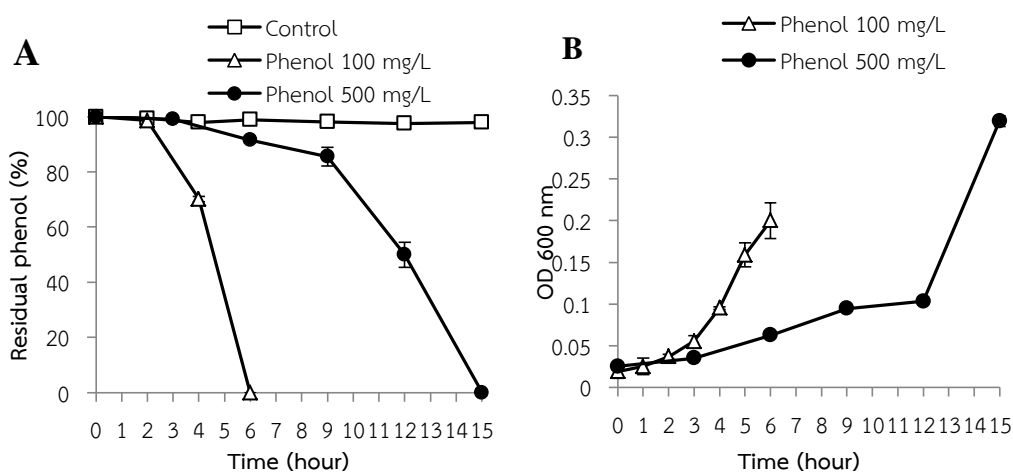 A
Control
Phenol 100 mg/L
Phenol 500 mg/L
Residual phenol (%)
100
80
60
40
20
0
0 1 2 3 4 5 6 7 8 9 10 11 12 13 14 15
Time (hour)
B
Phenol 100 mg/L
Phenol 500 mg/L
OD 600 nm
0.35
0.3
0.25
0.2
0.15
0.1
0.05
0
0 1 2 3 4 5 6 7 8 9 10 11 12 13 14 15
Time (hour)